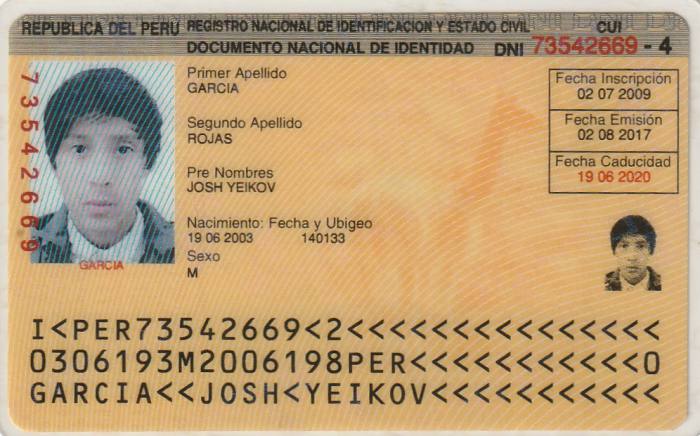 REPUBLICA DEL PERU REGISTRO NACIONAL DE IDENTIFICACION Y ESTADO CIVIL CUI
DOCUMENTO NACIONAL DE IDENTIDAD DNI 73542669 - 4
73542669
Primer Apellido
GARCIA
Segundo Apellido
ROJAS
Pre Nombres
JOSH YEIKOV
Nacimiento: Fecha y Ubigeo
19 06 2003 140133
Sexo
M
Fecha Inscripción
02 07 2009
Fecha Emisión
02 08 2017
Fecha Caducidad
19 06 2020
GARCIA
I<PER73542669<2<<<<<<<<<<<<<<<
0306193M2006198PER<<<<<<<<<<<0
GARCIA<<JOSH<YEIKOV<<<<<<<<<<<